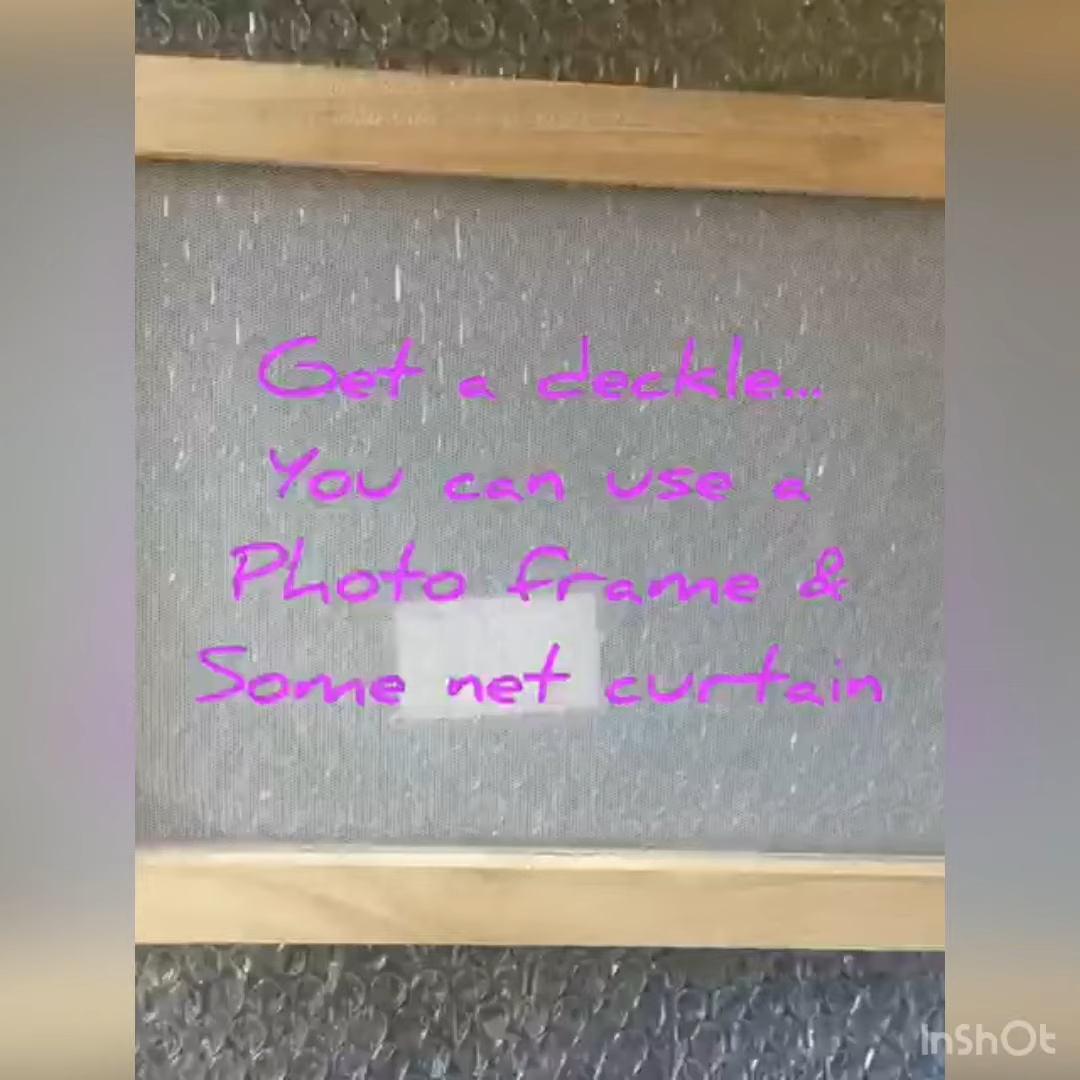 Get a deckle...
You can use a
Photo frame &
Some net curtain
InShOt